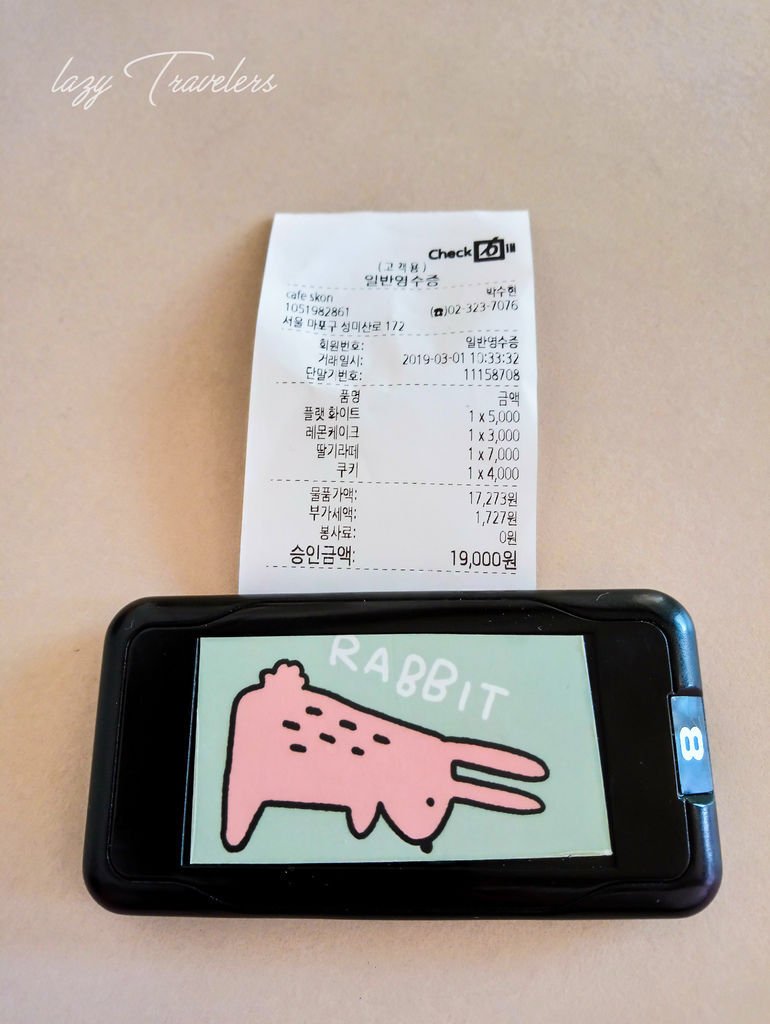 lazy Travelers
Check 16 IIII
(고객용)
일반영수증
cafe skon 박수현
1051982861 (☎)02-323-7076
서울 마포구 성미산로 172
회원번호: 일반영수증
거래일시: 2019-03-01 10:33:32
단말기번호: 11158708
품명 금액
플랫 화이트 1 x 5,000
레몬케이크 1 x 3,000
딸기라떼 1 x 7,000
쿠키 1 x 4,000
물품가액: 17,273원
부가세액: 1,727원
봉사료: 0원
승인금액: 19,000원
RABBIT
8